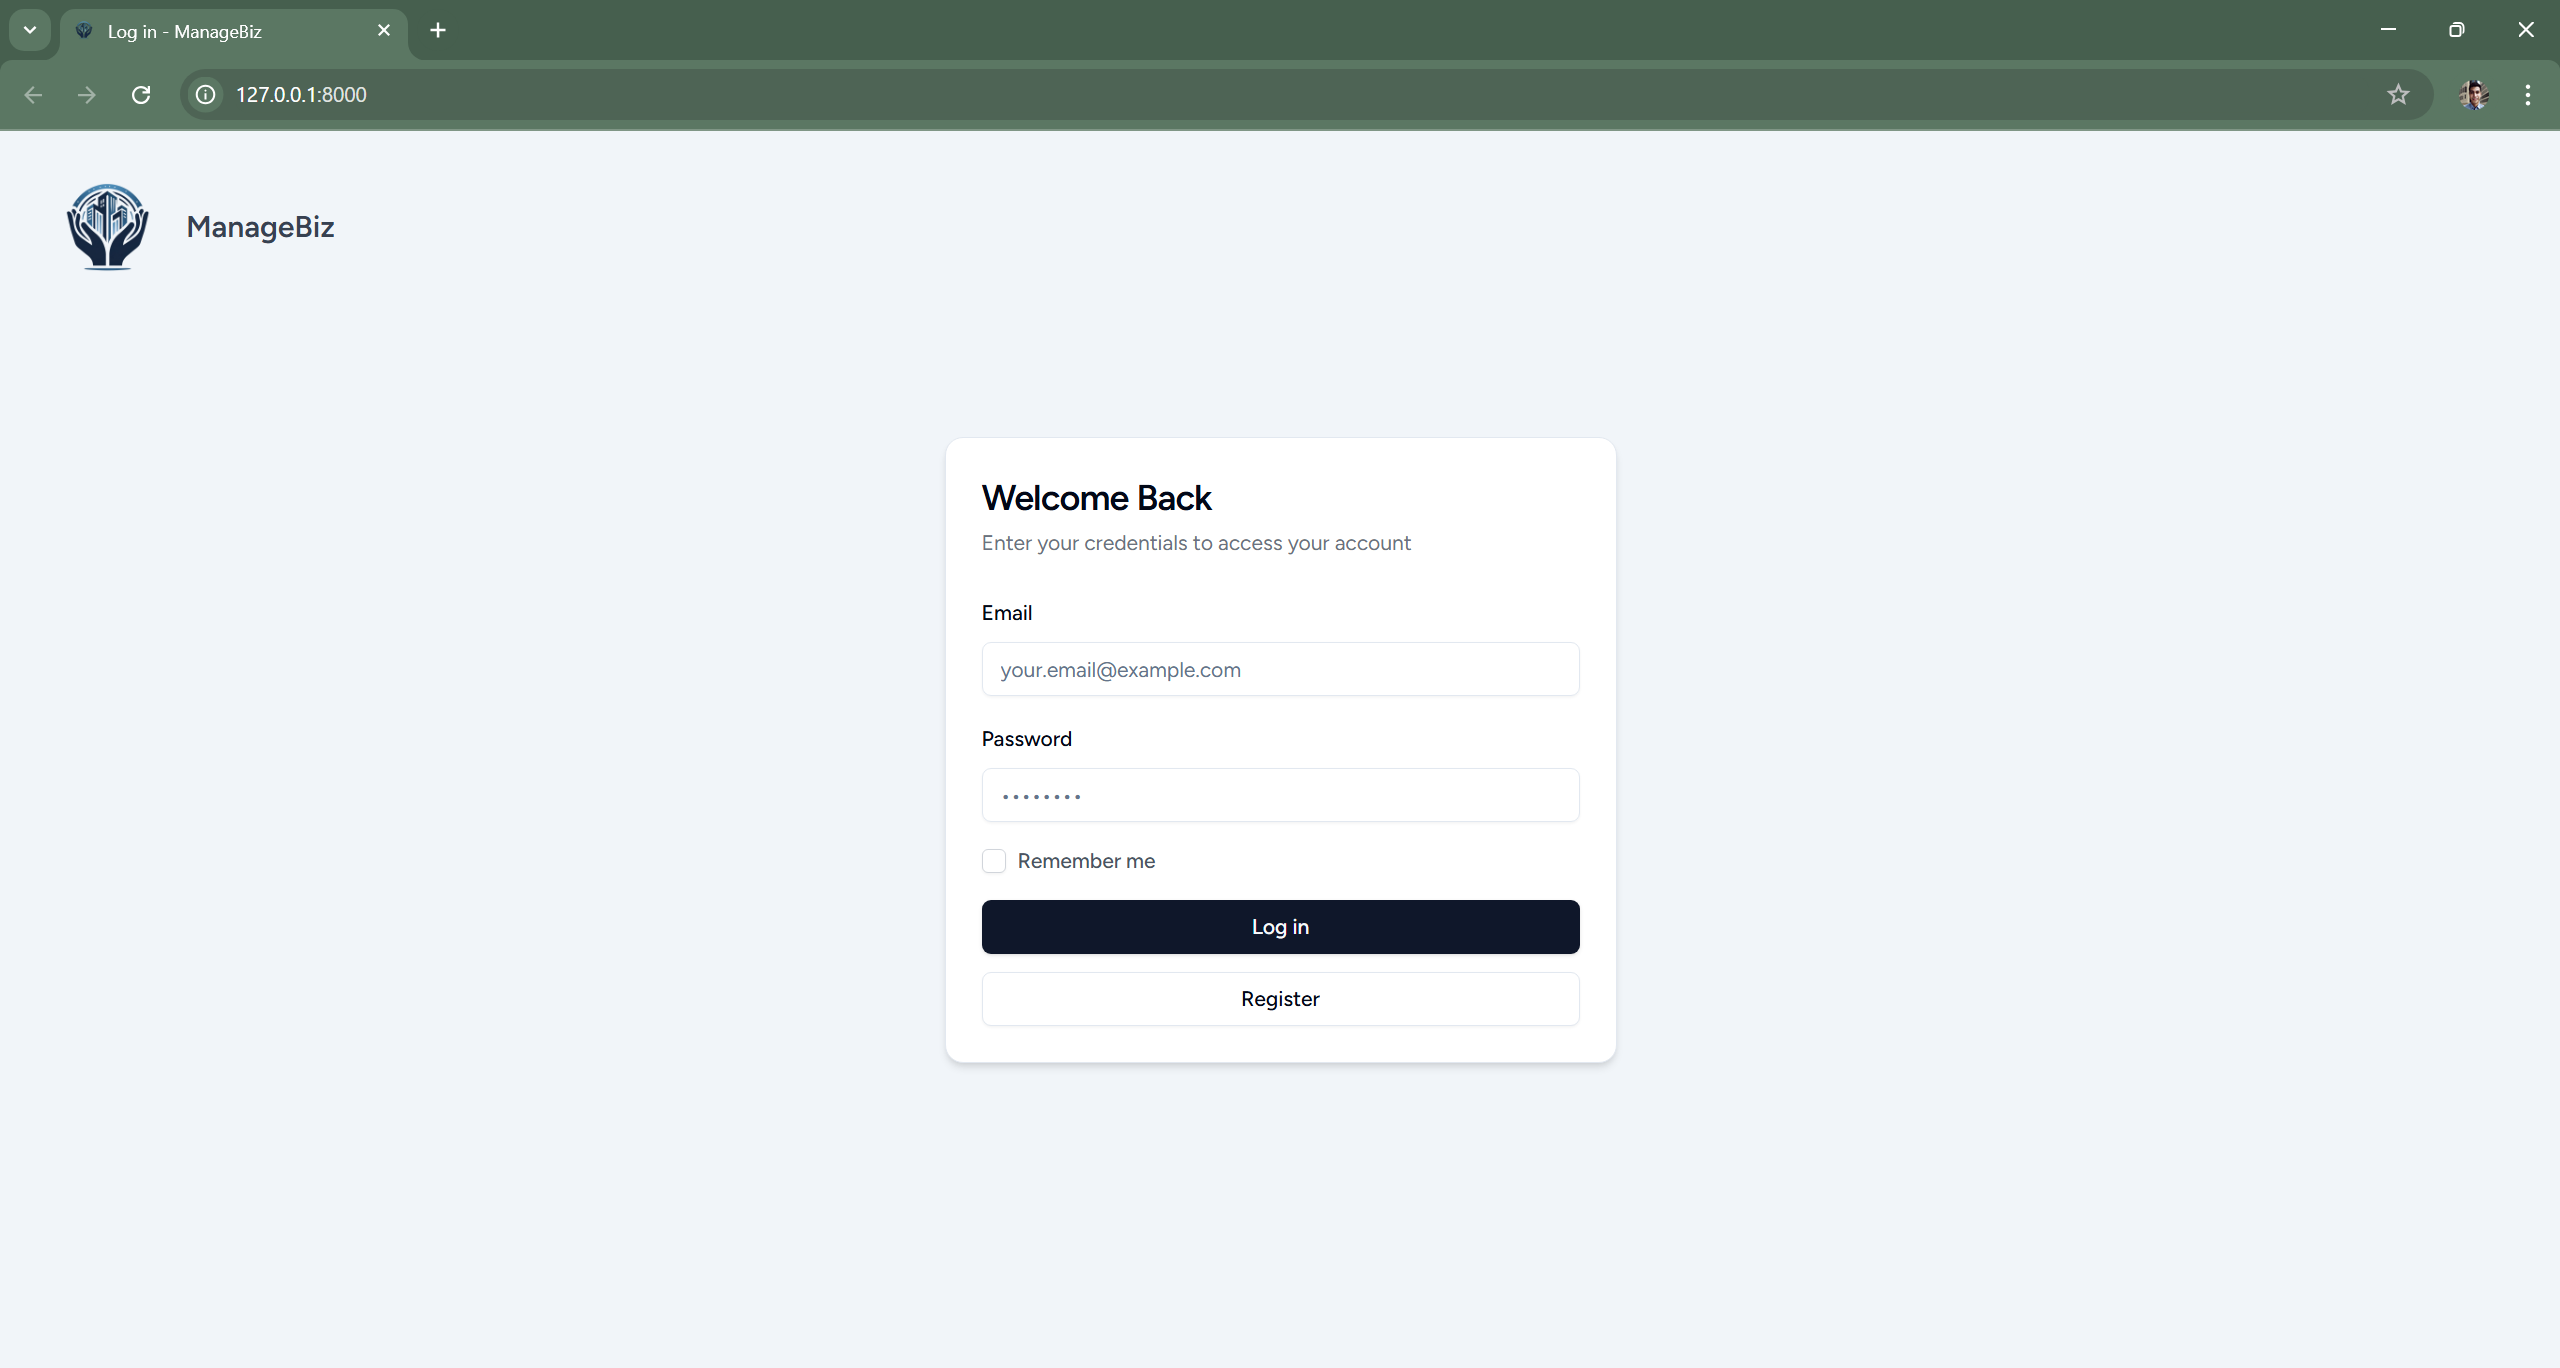 Log in - ManageBiz
127.0.0.1:8000
ManageBiz
Welcome Back
Enter your credentials to access your account
Email
your.email@example.com
Password
••••••••
Remember me
Log in
Register